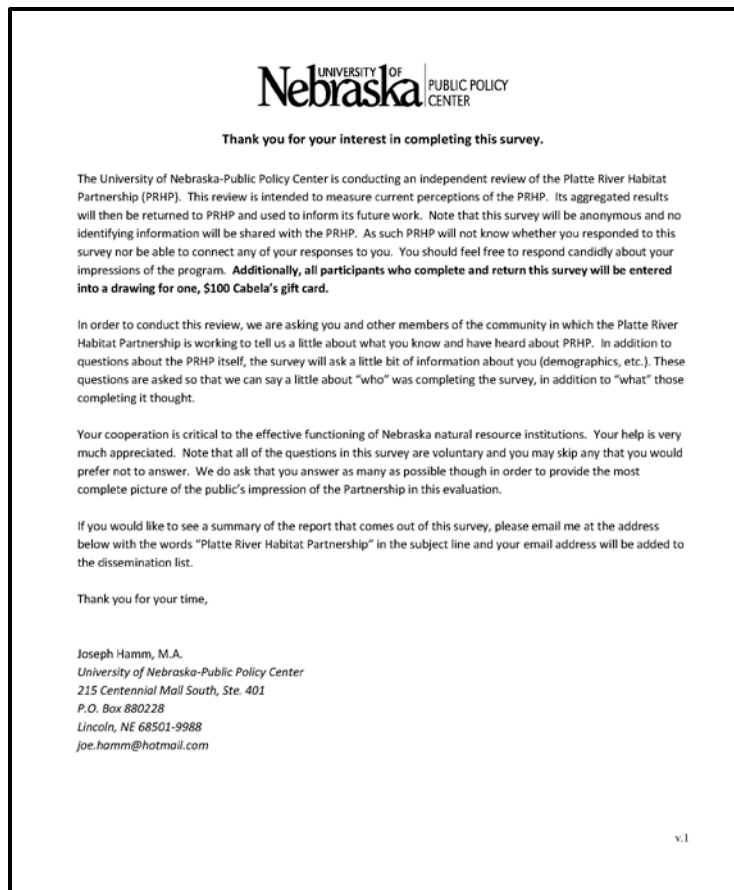 UNIVERSITY OF
Nebraska
PUBLIC POLICY
CENTER
Thank you for your interest in completing this survey.
The University of Nebraska-Public Policy Center is conducting an independent review of the Platte River Habitat
Partnership (PRHP).  This review is intended to measure current perceptions of the PRHP.  Its aggregated results
will then be returned to PRHP and used to inform its future work.  Note that this survey will be anonymous and no
identifying information will be shared with the PRHP.  As such PRHP will not know whether you responded to this
survey nor be able to connect any of your responses to you.  You should feel free to respond candidly about your
impressions of the program.  Additionally, all participants who complete and return this survey will be entered
into a drawing for one, $100 Cabela's gift card.
In order to conduct this review, we are asking you and other members of the community in which the Platte River
Habitat Partnership is working to tell us a little about what you know and have heard about PRHP.  In addition to
questions about the PRHP itself, the survey will ask a little bit of information about you (demographics, etc.). These
questions are asked so that we can say a little about "who" was completing the survey, in addition to "what" those
completing it thought.
Your cooperation is critical to the effective functioning of Nebraska natural resource institutions.  Your help is very
much appreciated.  Note that all of the questions in this survey are voluntary and you may skip any that you would
prefer not to answer.  We do ask that you answer as many as possible though in order to provide the most
complete picture of the public's impression of the Partnership in this evaluation.
If you would like to see a summary of the report that comes out of this survey, please email me at the address
below with the words "Platte River Habitat Partnership" in the subject line and your email address will be added to
the dissemination list.
Thank you for your time,
Joseph Hamm, M.A.
University of Nebraska-Public Policy Center
215 Centennial Mall South, Ste. 401
P.O. Box 880228
Lincoln, NE 68501-9988
joe.hamm@hotmail.com
v.1